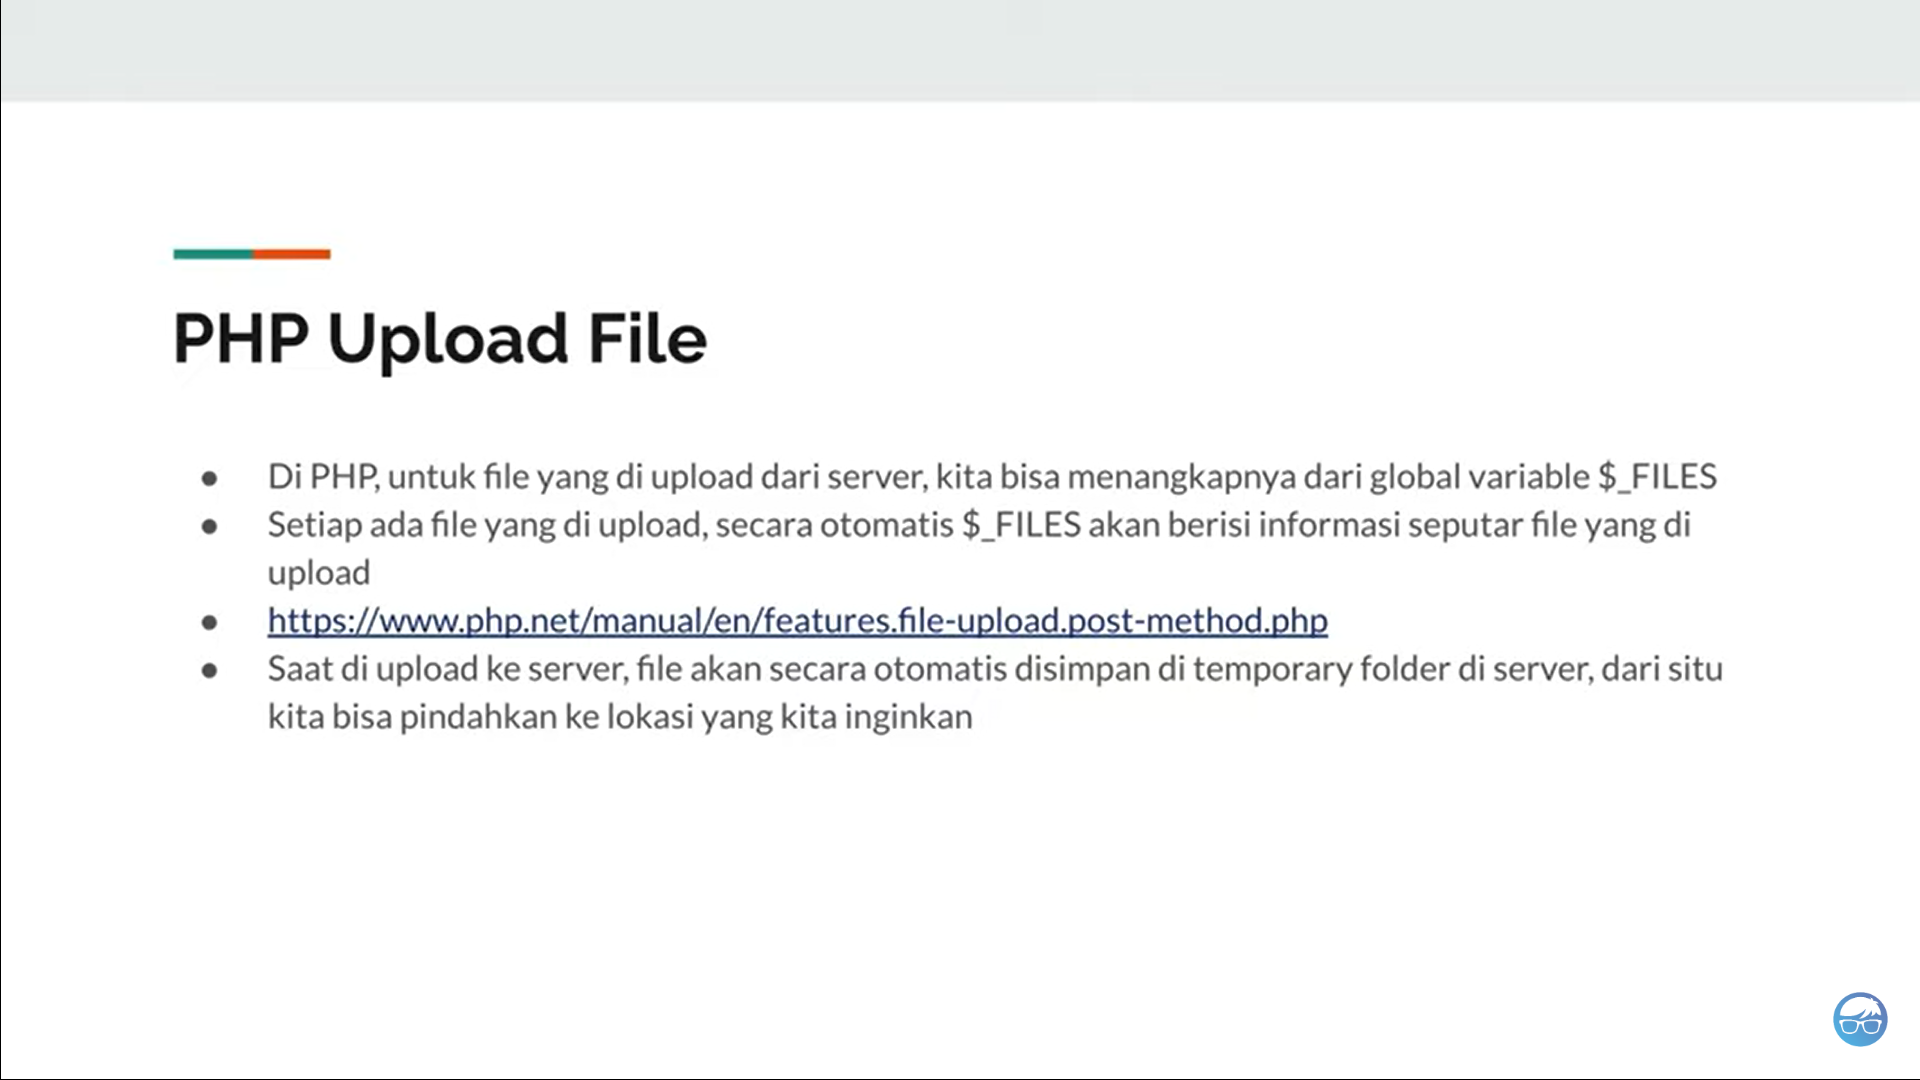 PHP Upload File
● Di PHP, untuk file yang di upload dari server, kita bisa menangkapnya dari global variable $_FILES
● Setiap ada file yang di upload, secara otomatis $_FILES akan berisi informasi seputar file yang di
upload
● https://www.php.net/manual/en/features.file-upload.post-method.php
● Saat di upload ke server, file akan secara otomatis disimpan di temporary folder di server, dari situ
kita bisa pindahkan ke lokasi yang kita inginkan